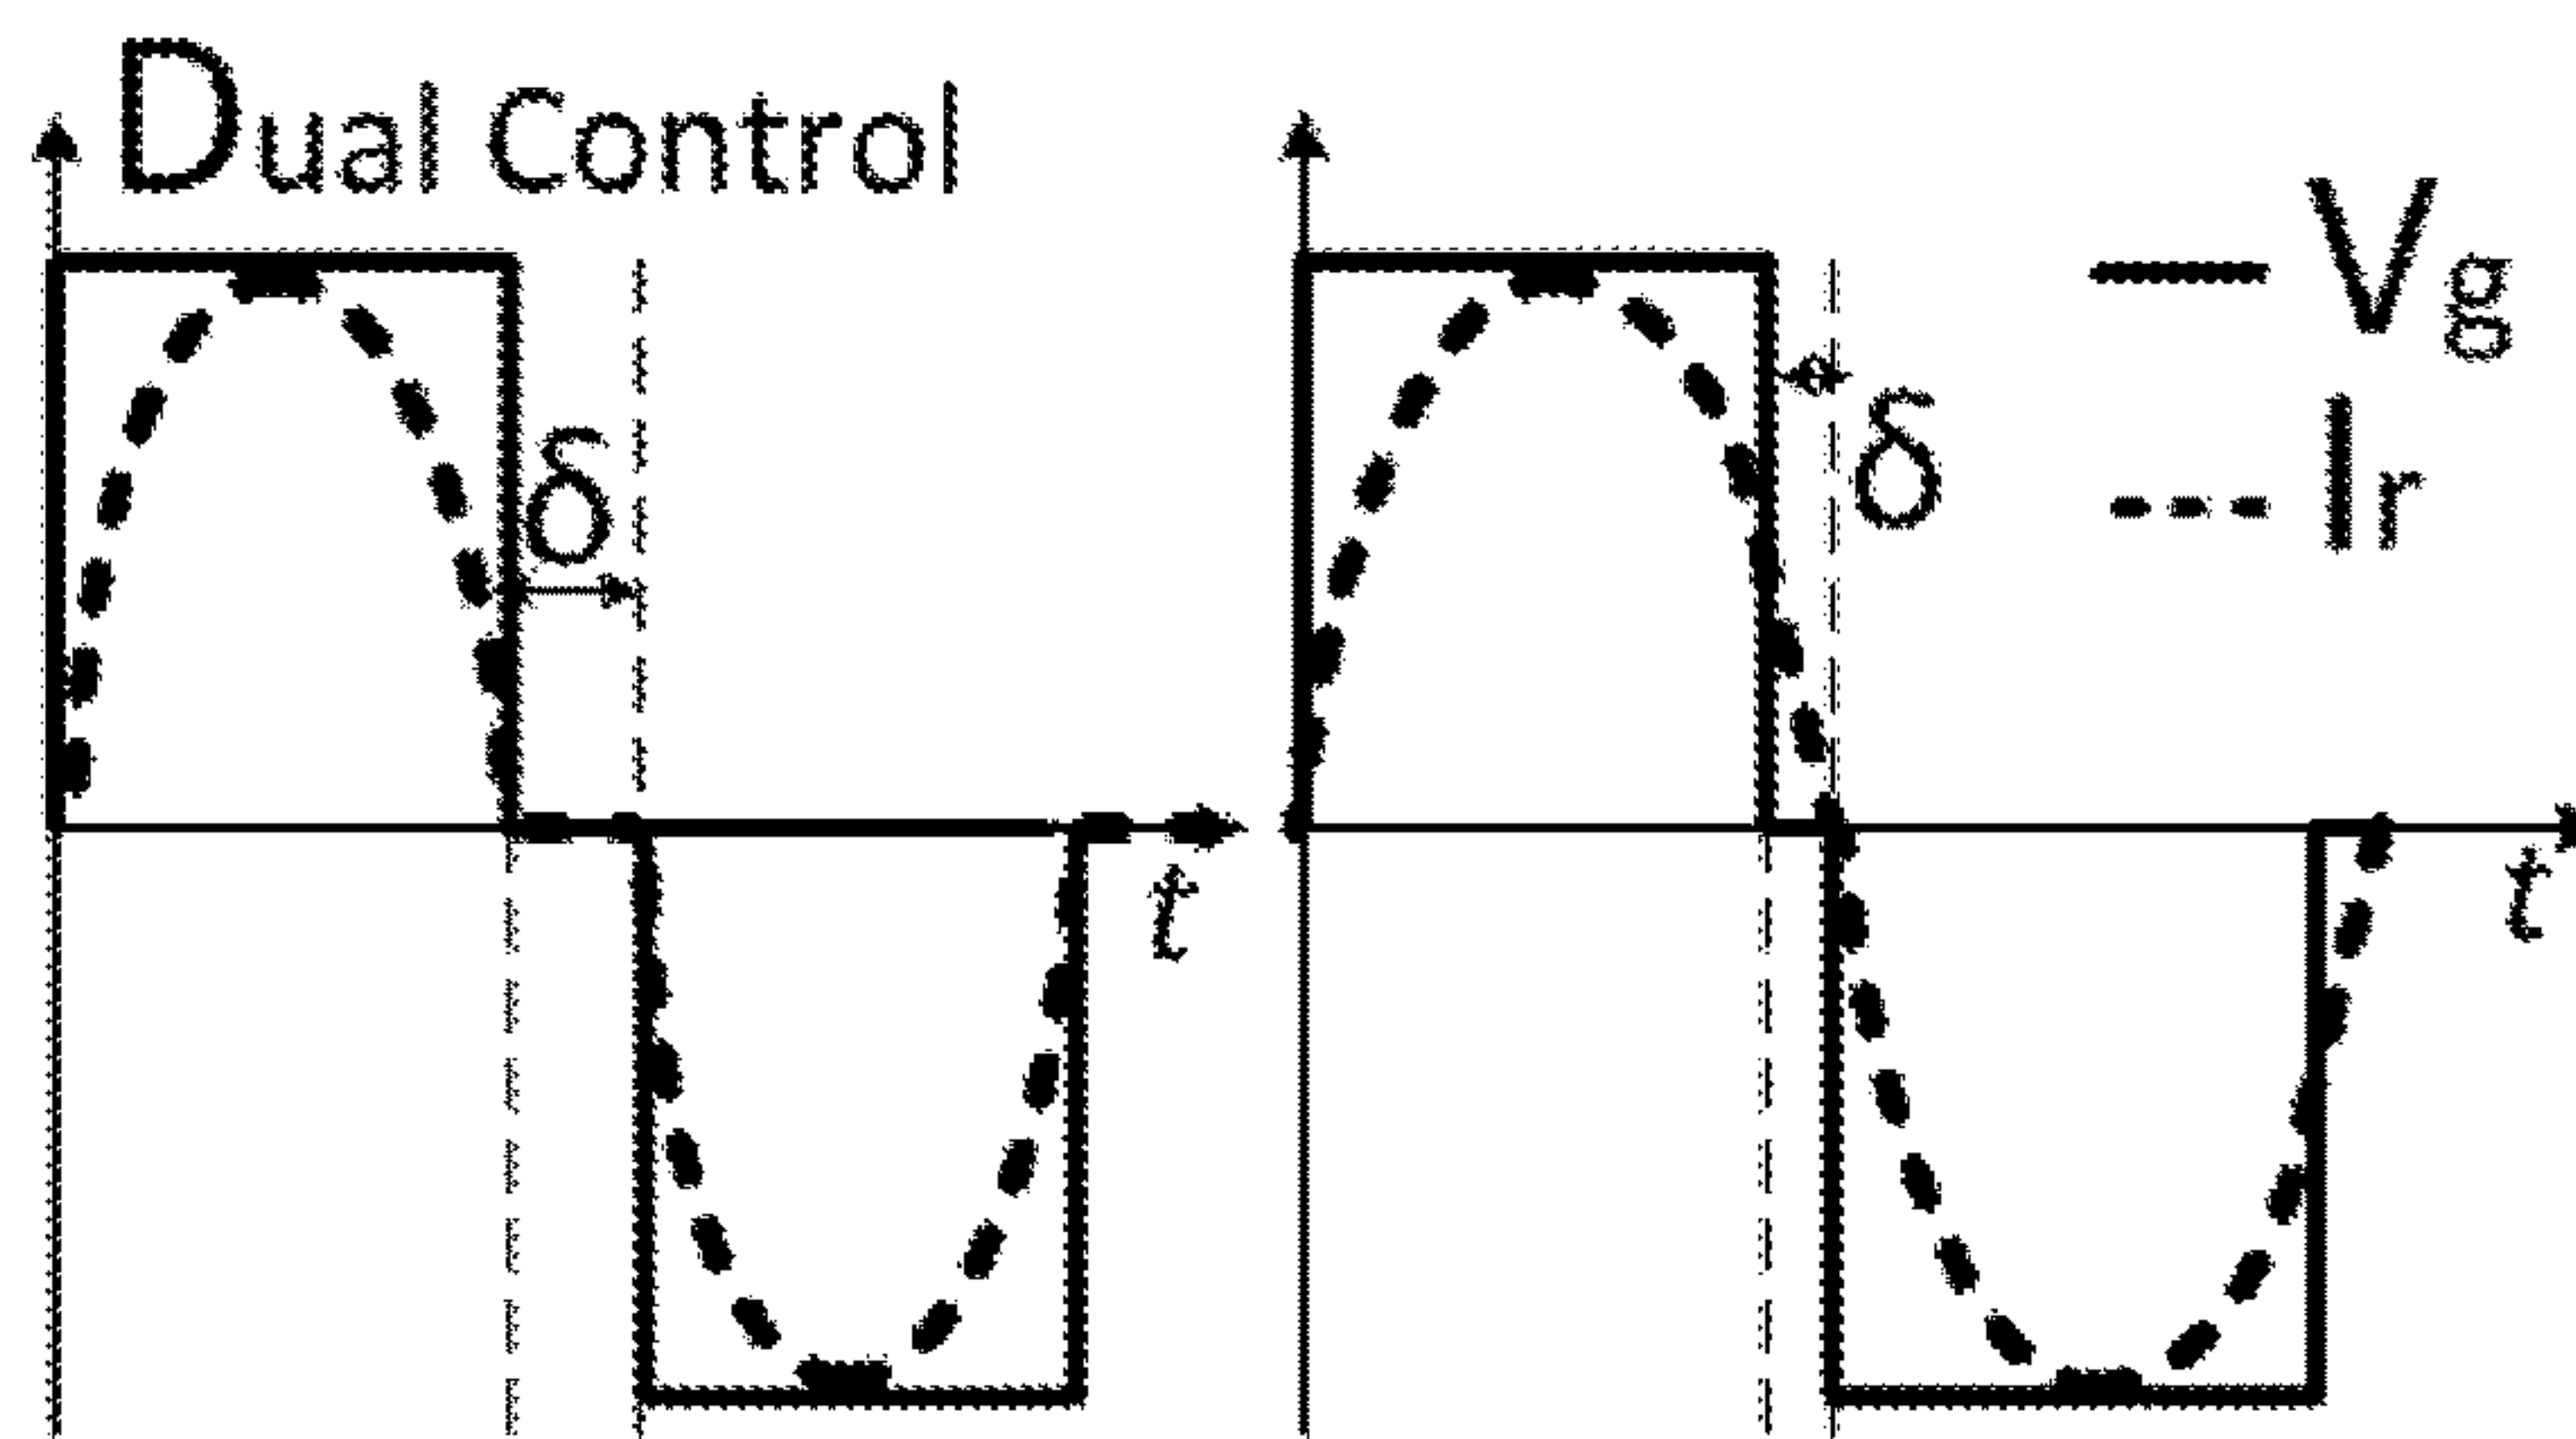 Dual Control
Vg
δ
δ
Ir
t
t